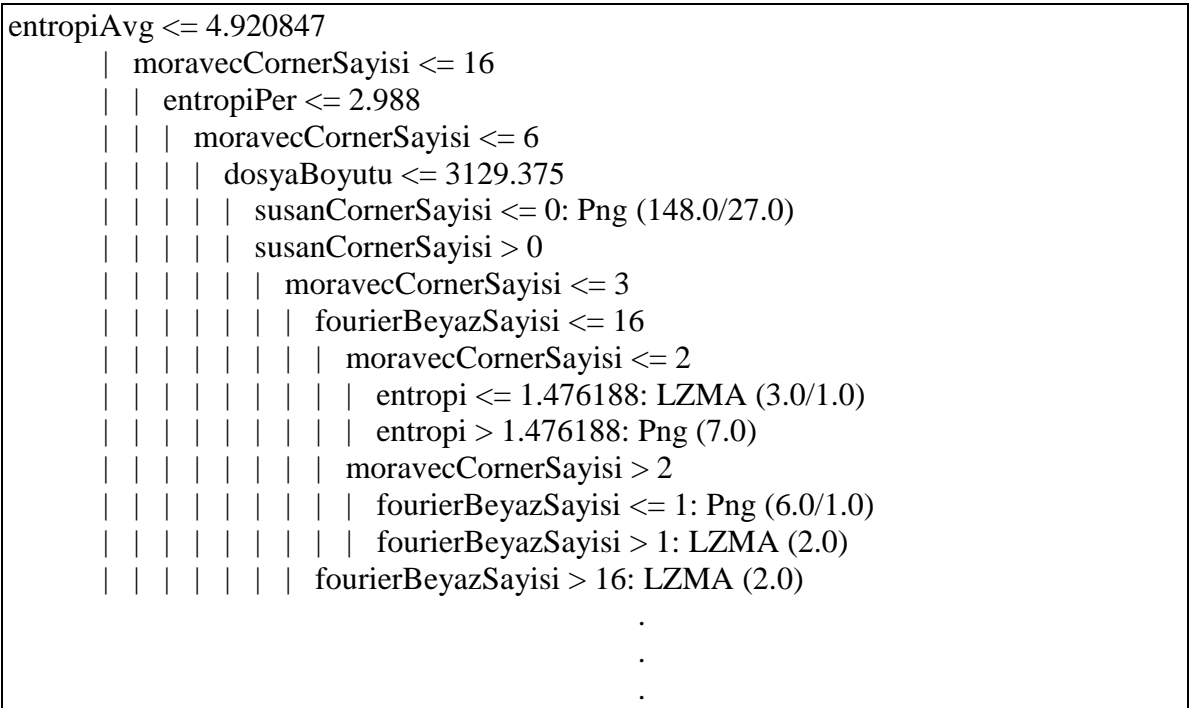 entropiAvg <= 4.920847
| moravecCornerSayisi <= 16
| | entropiPer <= 2.988
| | | moravecCornerSayisi <= 6
| | | | dosyaBoyutu <= 3129.375
| | | | | susanCornerSayisi <= 0: Png (148.0/27.0)
| | | | | susanCornerSayisi > 0
| | | | | | moravecCornerSayisi <= 3
| | | | | | | fourierBeyazSayisi <= 16
| | | | | | | | moravecCornerSayisi <= 2
| | | | | | | | | entropi <= 1.476188: LZMA (3.0/1.0)
| | | | | | | | | entropi > 1.476188: Png (7.0)
| | | | | | | | moravecCornerSayisi > 2
| | | | | | | | | fourierBeyazSayisi <= 1: Png (6.0/1.0)
| | | | | | | | | fourierBeyazSayisi > 1: LZMA (2.0)
| | | | | | | fourierBeyazSayisi > 16: LZMA (2.0)
.
.
.